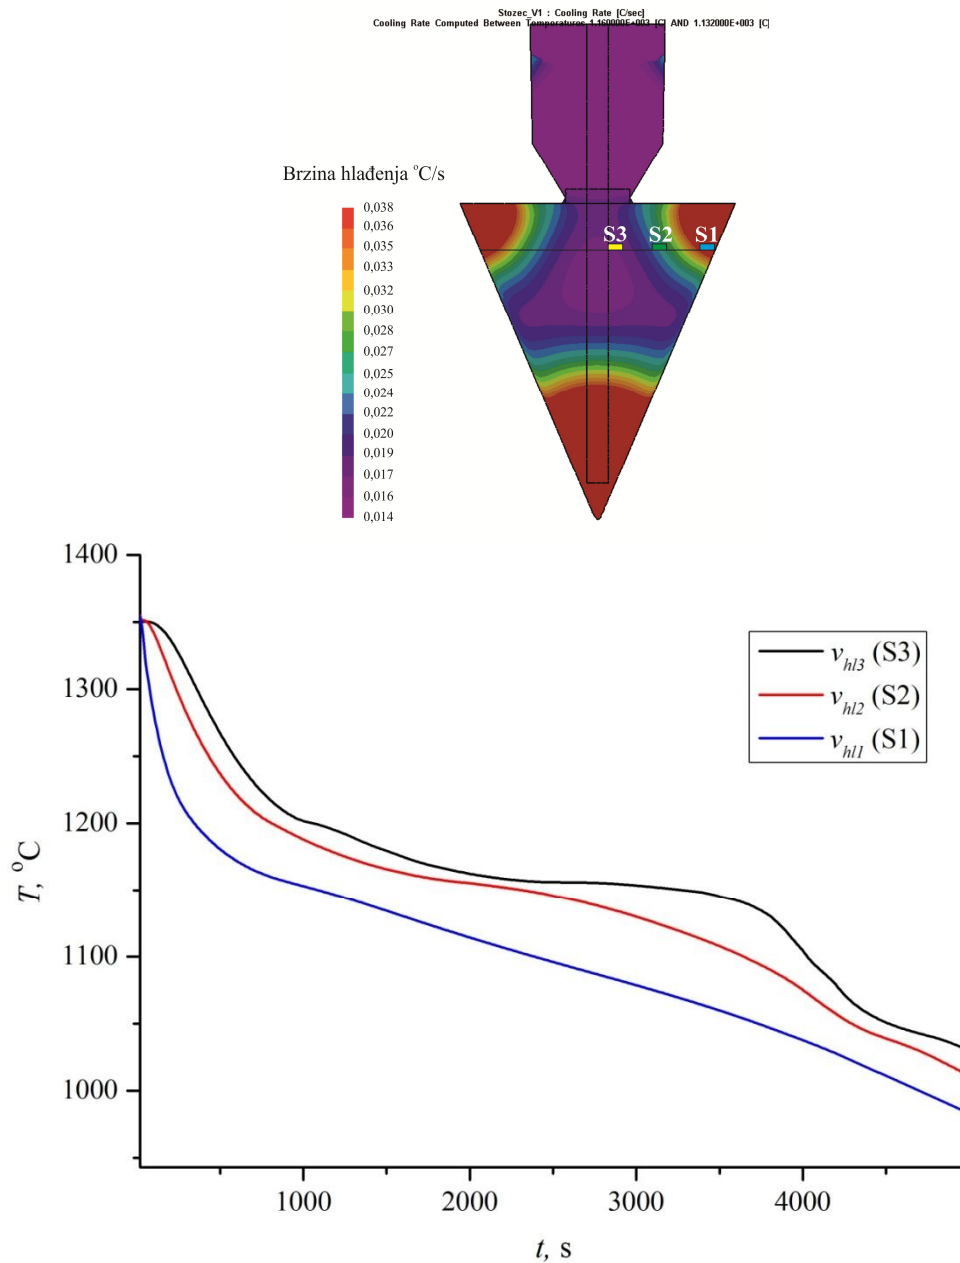 Stozec_V1 : Cooling Rate [C/sec]
Cooling Rate Computed Between Temperatures 1.160000E+003 [C] AND 1.132000E+003 [C]
Brzina hlađenja °C/s
0,038
0,036
0,035
0,033
0,032
0,030
0,028
0,027
0,025
0,024
0,022
0,020
0,019
0,017
0,016
0,014
S3 S2 S1
1400
1300
1200
1100
1000
T, °C
v_hl3 (S3)
v_hl2 (S2)
v_hl1 (S1)
1000 2000 3000 4000
t, s